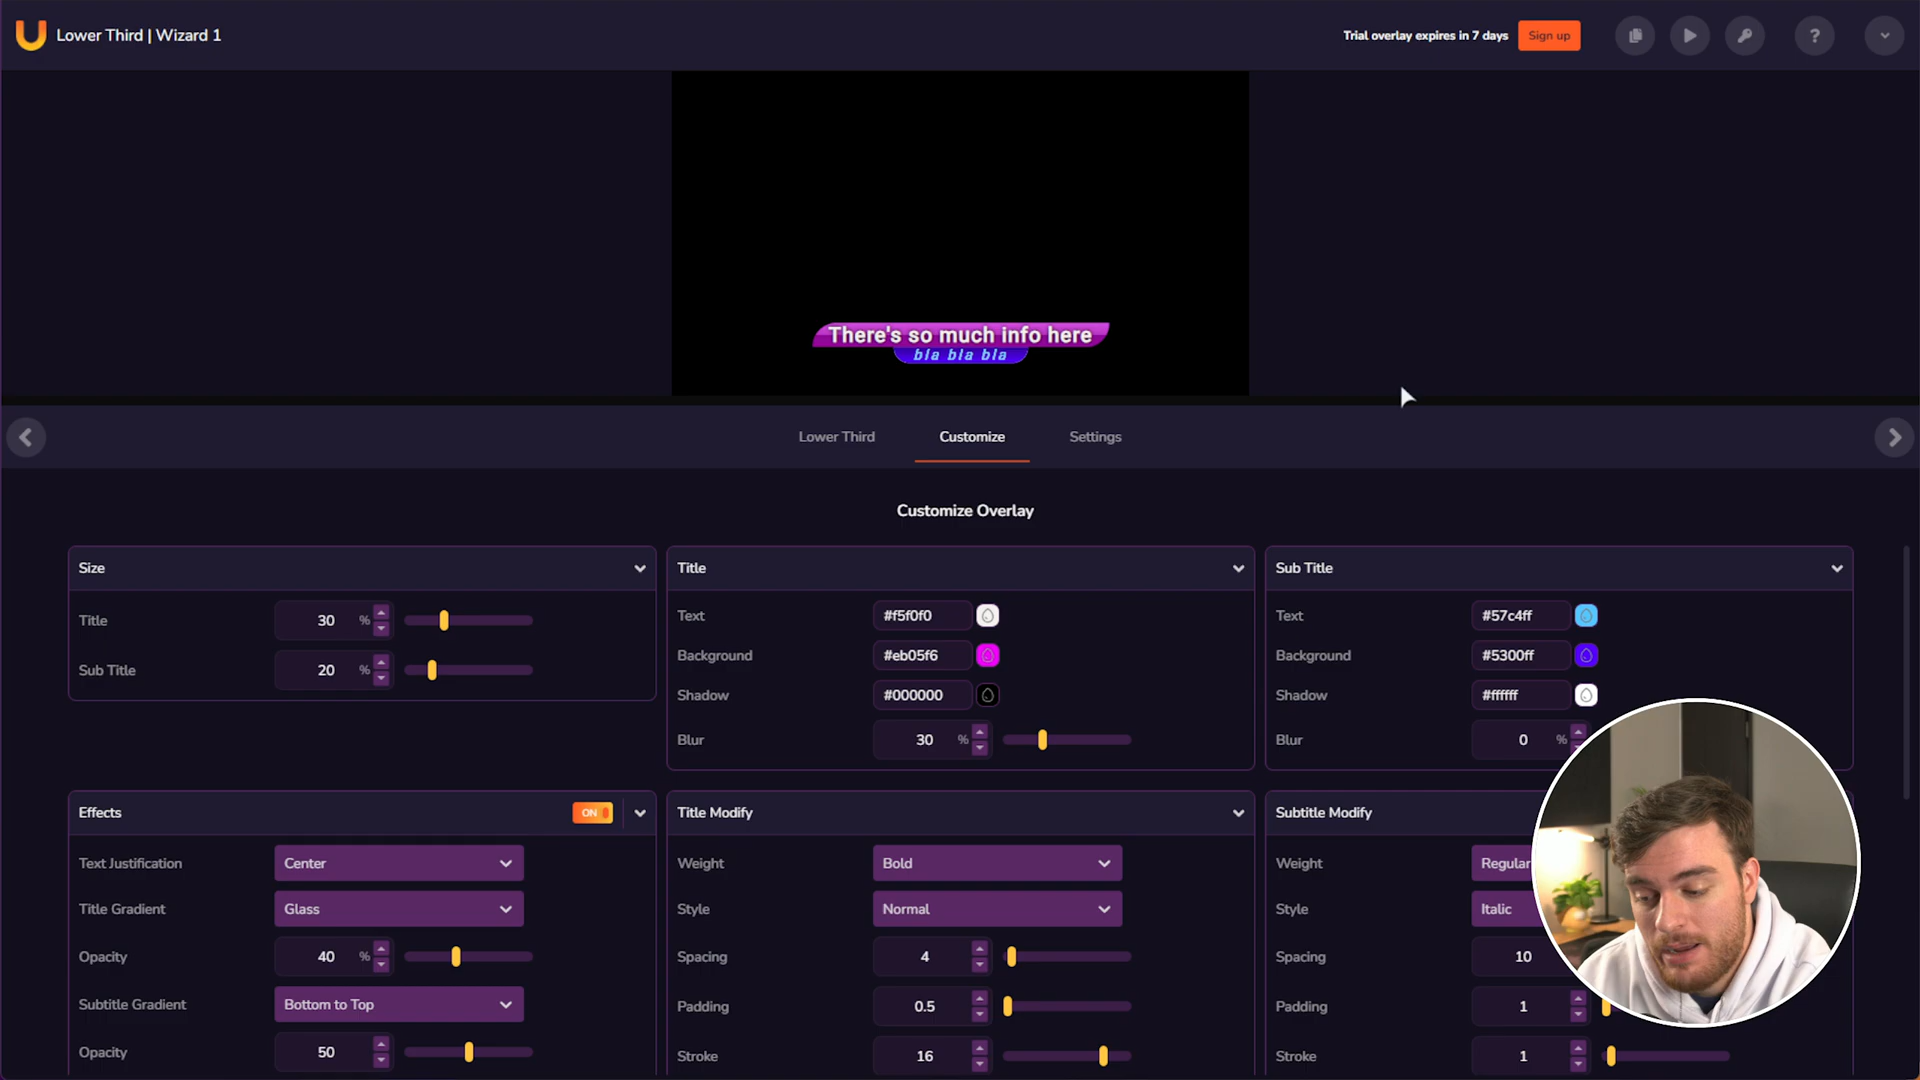 Lower Third | Wizard 1
Trial overlay expires in 7 days
Sign up
?
There's so much info here
bla bla bla
Lower Third
Customize
Settings
Customize Overlay
Size
Title
30 %
Sub Title
20 %
Title
Text
#f5f0f0
Background
#eb05f6
Shadow
#000000
Blur
30 %
Sub Title
Text
#57c4ff
Background
#5300ff
Shadow
#ffffff
Blur
0 %
Effects
ON
Text Justification
Center
Title Gradient
Glass
Opacity
40 %
Subtitle Gradient
Bottom to Top
Opacity
50
Title Modify
Weight
Bold
Style
Normal
Spacing
4
Padding
0.5
Stroke
16
Subtitle Modify
Weight
Regular
Style
Italic
Spacing
10
Padding
1
Stroke
1